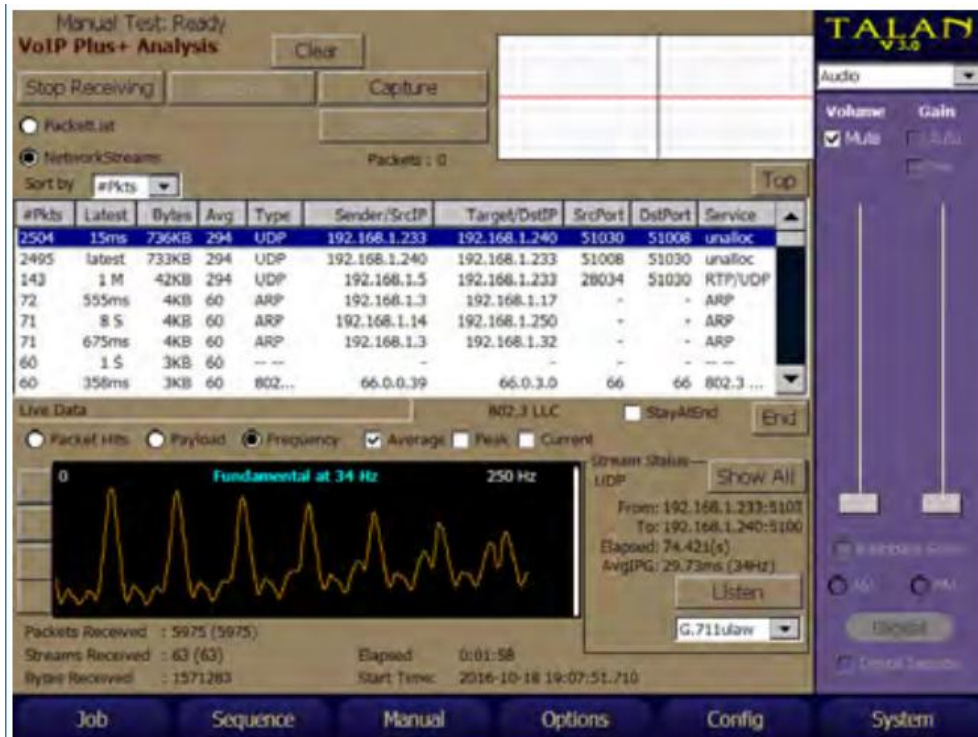 Manual Test: Ready
TALAN
V 3.0
VoIP Plus+ Analysis
Clear
Stop Receiving
Capture
Audio
PacketList
Volume Gain
Mute
NetworkStreams
Packets : 0
Sort by #Pkts
Top
#Pkts Latest Bytes Avg Type Sender/SrcIP Target/DstIP SrcPort DstPort Service
2504 15ms 736KB 294 UDP 192.168.1.233 192.168.1.240 51030 51008 unalloc
2495 latest 733KB 294 UDP 192.168.1.240 192.168.1.233 51008 51030 unalloc
143 1 M 42KB 294 UDP 192.168.1.5 192.168.1.233 28034 51030 RTP/UDP
72 555ms 4KB 60 ARP 192.168.1.3 192.168.1.17 - - ARP
71 8 S 4KB 60 ARP 192.168.1.14 192.168.1.250 - - ARP
71 675ms 4KB 60 ARP 192.168.1.3 192.168.1.32 - - ARP
60 1 S 3KB 60 -- -- - - - - -- --
60 358ms 3KB 60 802... 66.0.0.39 66.0.3.0 66 66 802.3 ...
Live Data
802.3 LLC
StayAtEnd
End
Packet Hits Payload Frequency Average Peak Current
0 Fundamental at 34 Hz 250 Hz
Stream Status
UDP
Show All
From: 192.168.1.233:5103
To: 192.168.1.240:5100
Elapsed: 74.421(s)
AvgIPG: 29.73ms (34Hz)
Listen
G.711ulaw
Packets Received : 5975 (5975)
Streams Received : 63 (63)
Elapsed 0:01:58
Bytes Received : 1571283
Start Time: 2016-10-18 19:07:51.710
Job Sequence Manual Options Config System